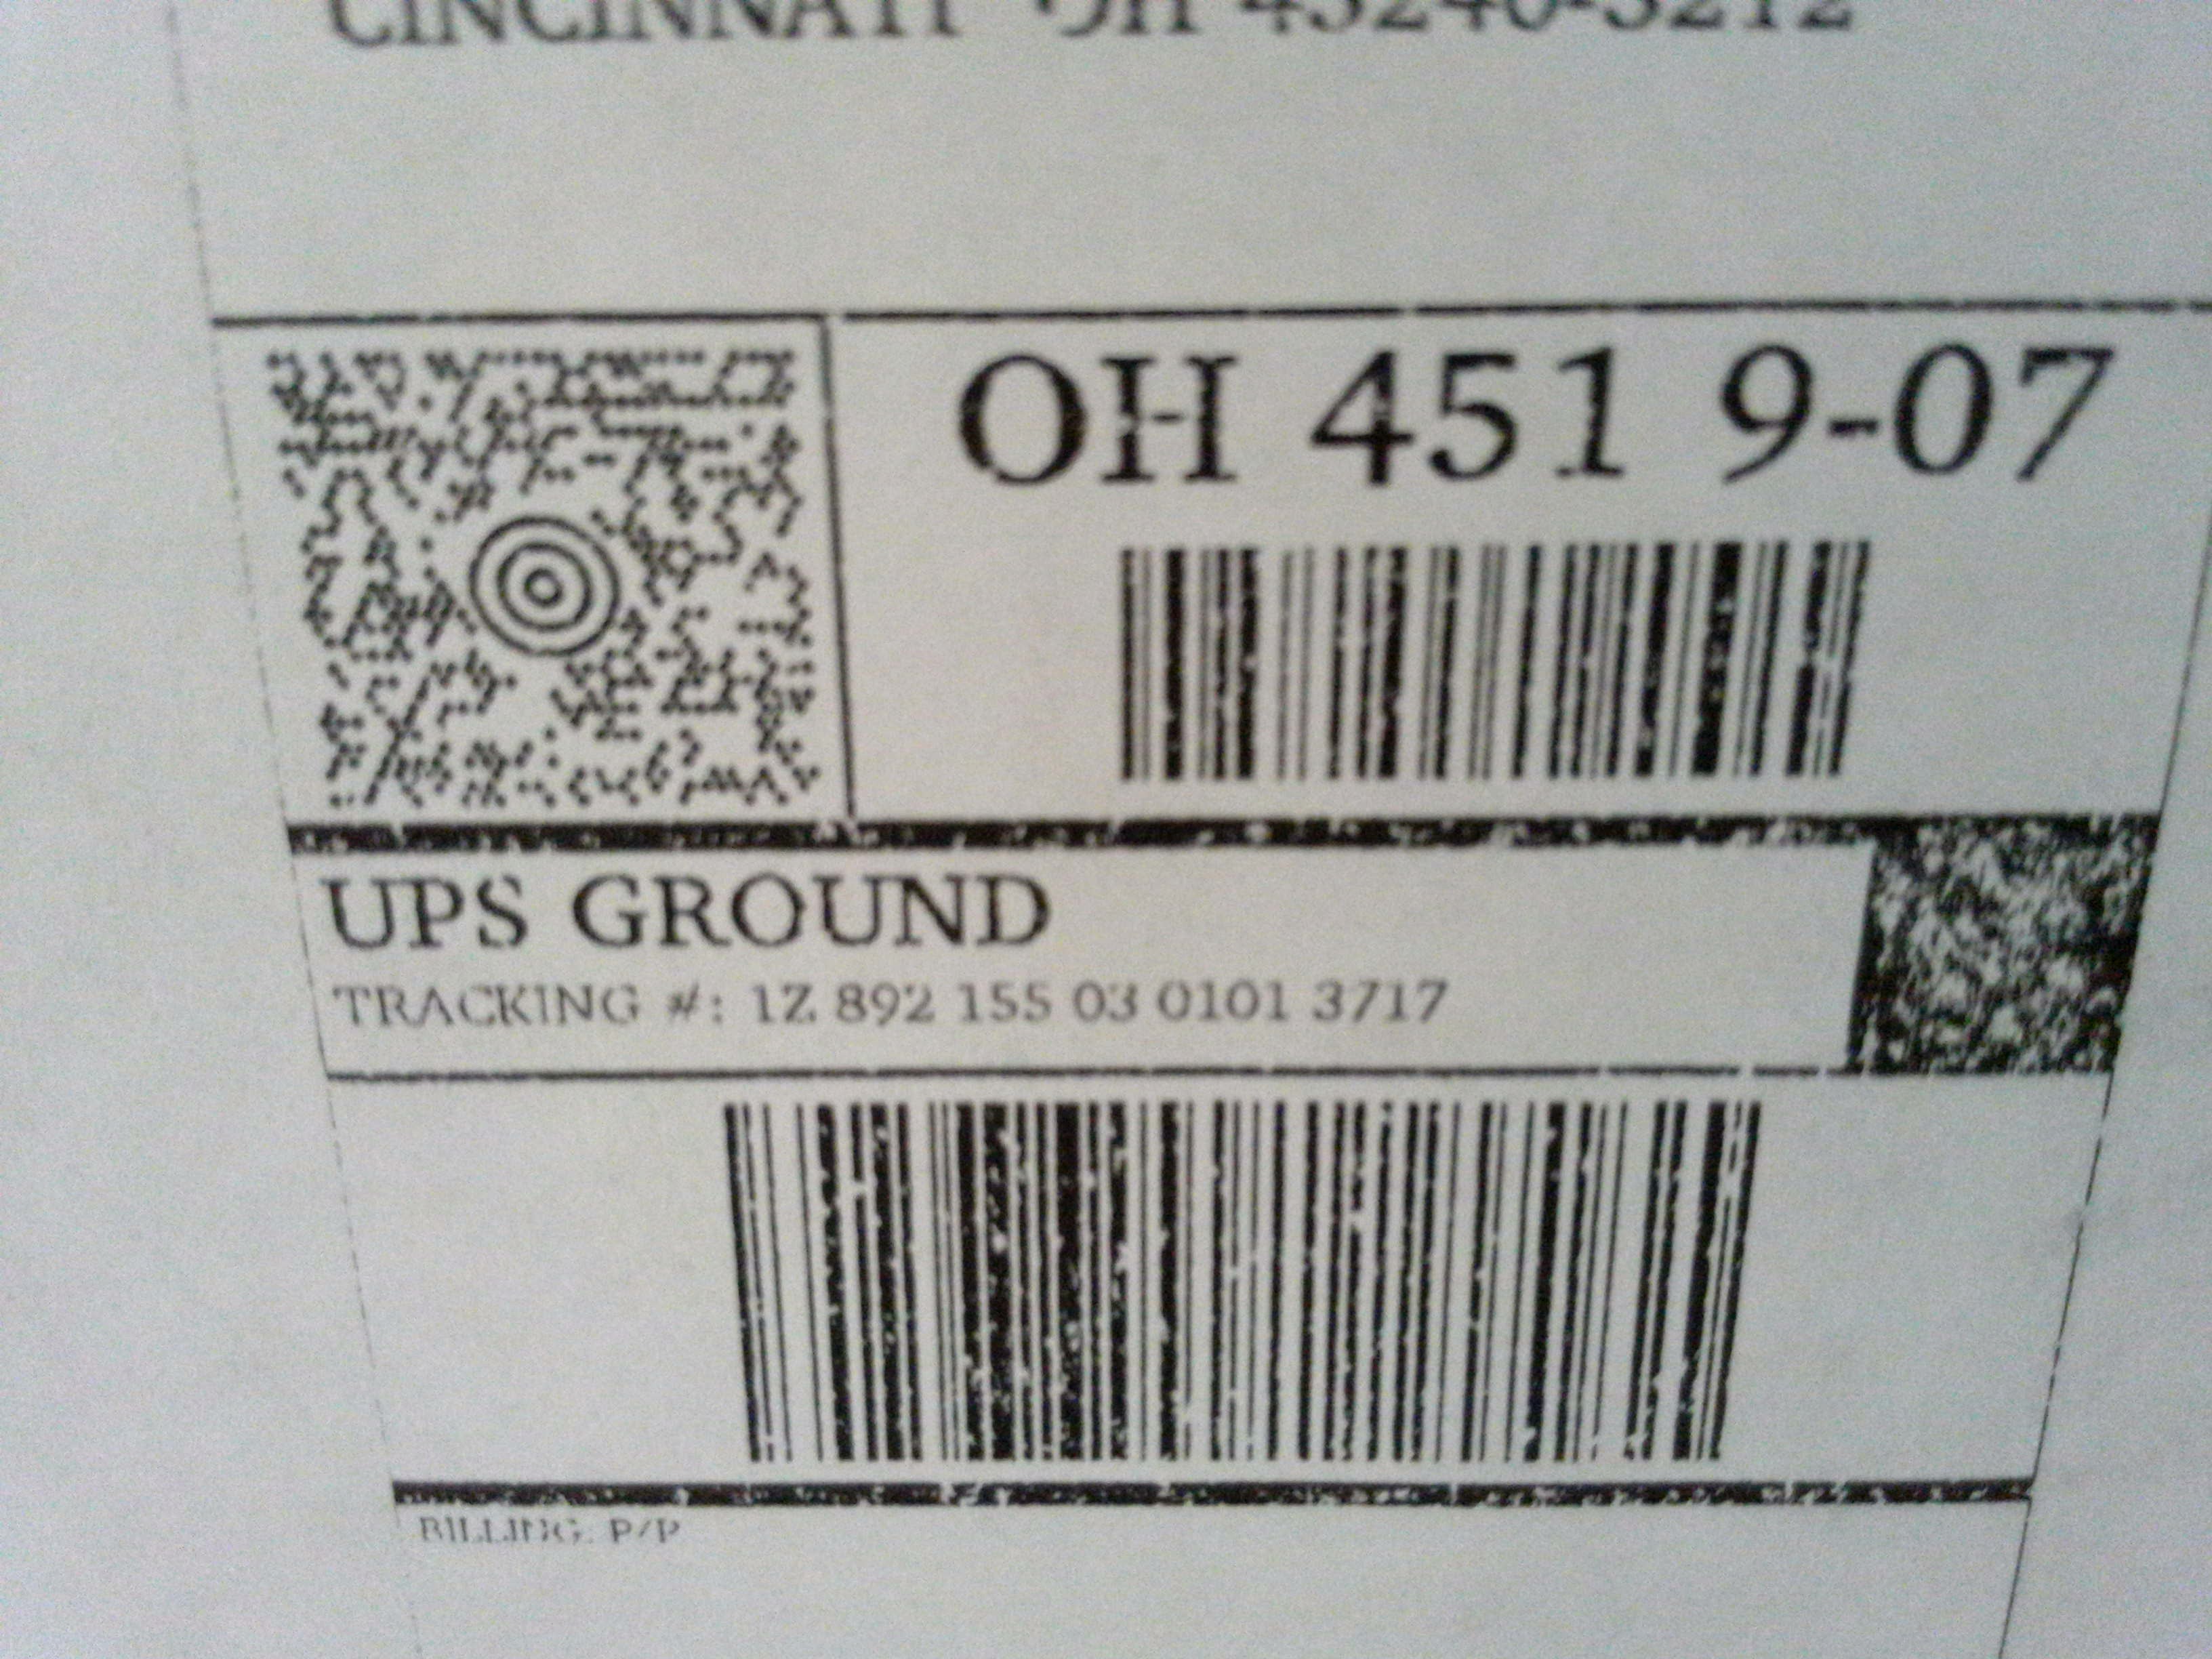 CINCINNATI OH 45240-3212
OH 451 9-07
UPS GROUND
TRACKING #: 1Z 892 155 03 0101 3717
BILLING: P/P